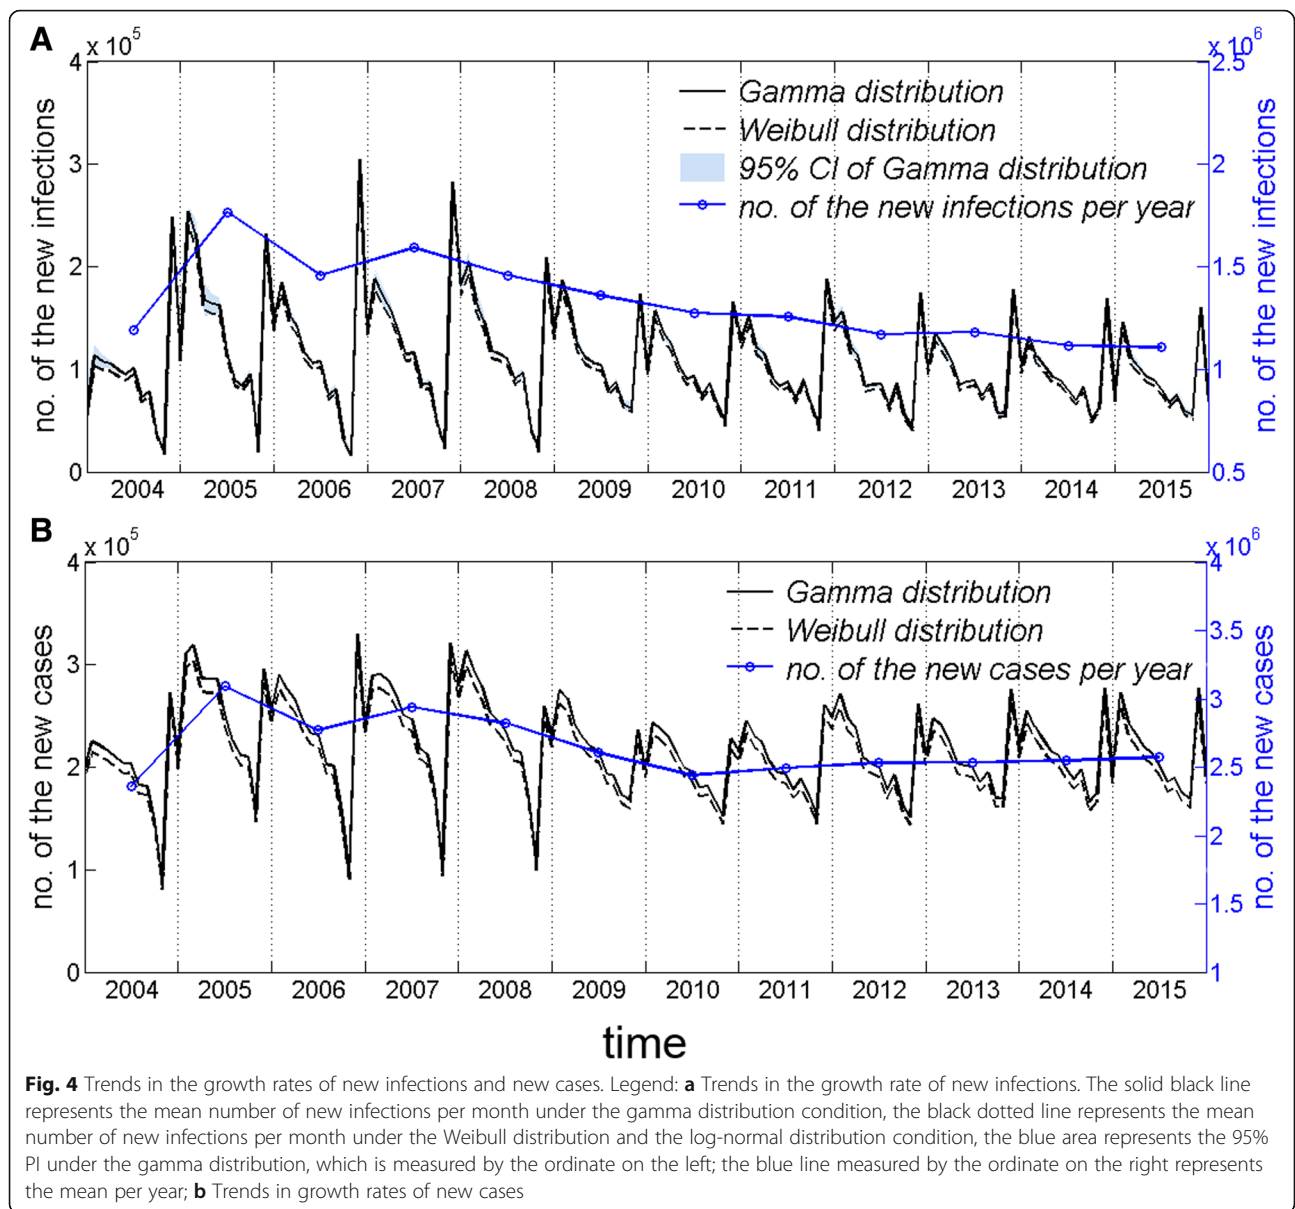 A
x 10^5
x 10^6
4
3
2
1
0
no. of the new infections
Gamma distribution
Weibull distribution
95% CI of Gamma distribution
no. of the new infections per year
2.5
2
1.5
1
0.5
no. of the new infections
2004 2005 2006 2007 2008 2009 2010 2011 2012 2013 2014 2015
B
x 10^5
x 10^6
4
3
2
1
0
no. of the new cases
Gamma distribution
Weibull distribution
no. of the new cases per year
4
3.5
3
2.5
2
1.5
1
no. of the new cases
2004 2005 2006 2007 2008 2009 2010 2011 2012 2013 2014 2015
time
Fig. 4 Trends in the growth rates of new infections and new cases. Legend: a Trends in the growth rate of new infections. The solid black line
represents the mean number of new infections per month under the gamma distribution condition, the black dotted line represents the mean
number of new infections per month under the Weibull distribution and the log-normal distribution condition, the blue area represents the 95%
PI under the gamma distribution, which is measured by the ordinate on the left; the blue line measured by the ordinate on the right represents
the mean per year; b Trends in growth rates of new cases